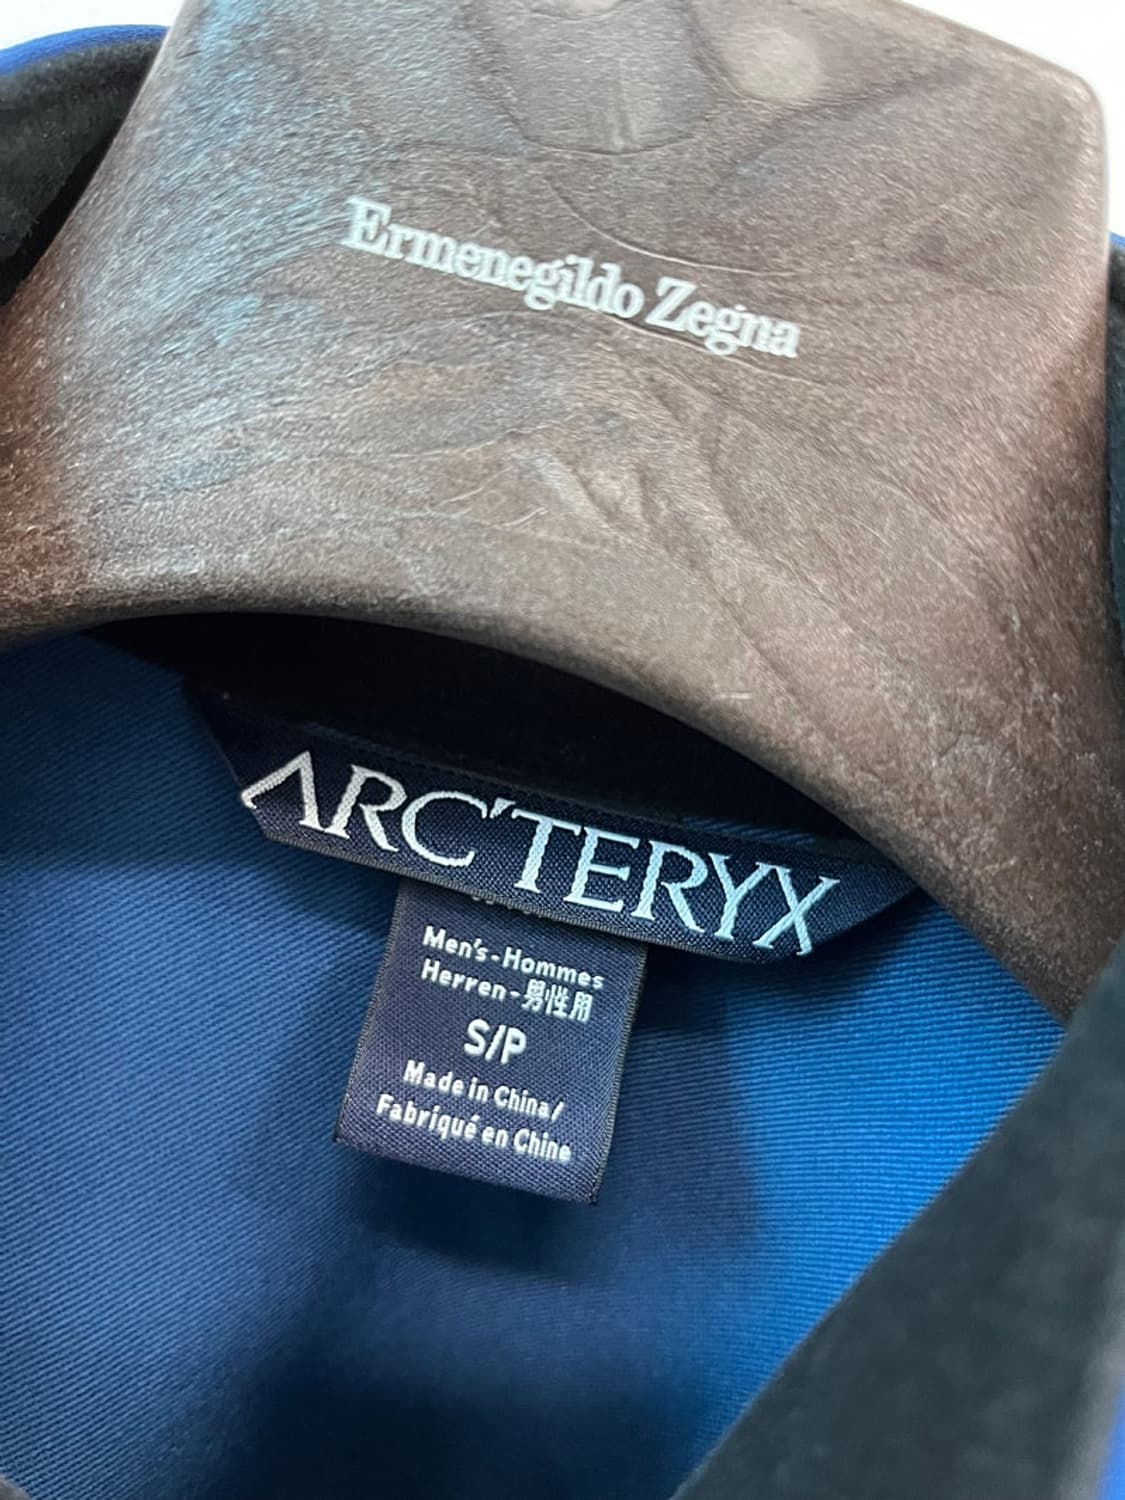 Ermenegildo Zegna
ARC'TERYX
Men's-Hommes
Herren-男性用
S/P
Made in China/
Fabriqué en Chine